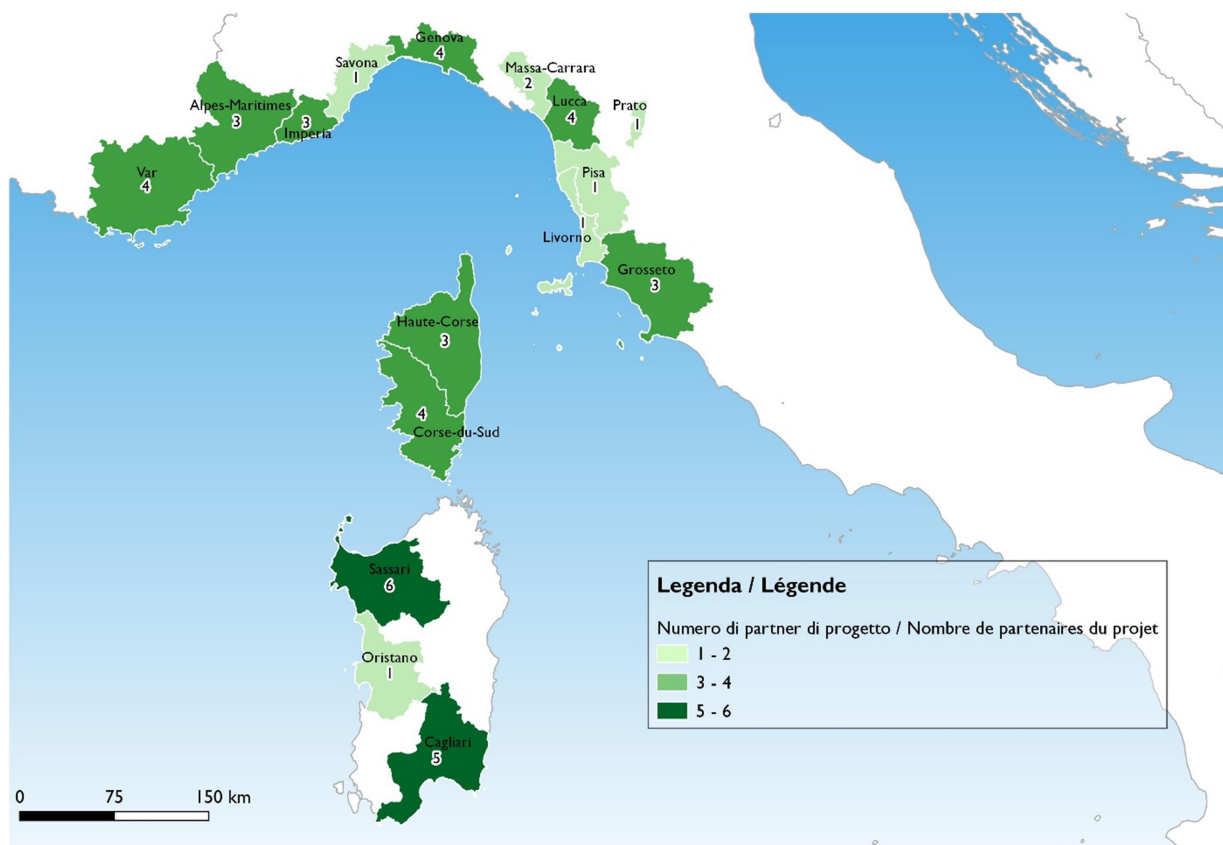 Genova
4
Savona
1
Massa-Carrara
2
Alpes-Maritimes
3
3
Imperia
Lucca
4
Prato
1
Var
4
Pisa
1
1
Livorno
Grosseto
3
Haute-Corse
3
4
Corse-du-Sud
Sassari
6
Oristano
1
Cagliari
5
Legenda / Légende
Numero di partner di progetto / Nombre de partenaires du projet
1 - 2
3 - 4
5 - 6
0 75 150 km